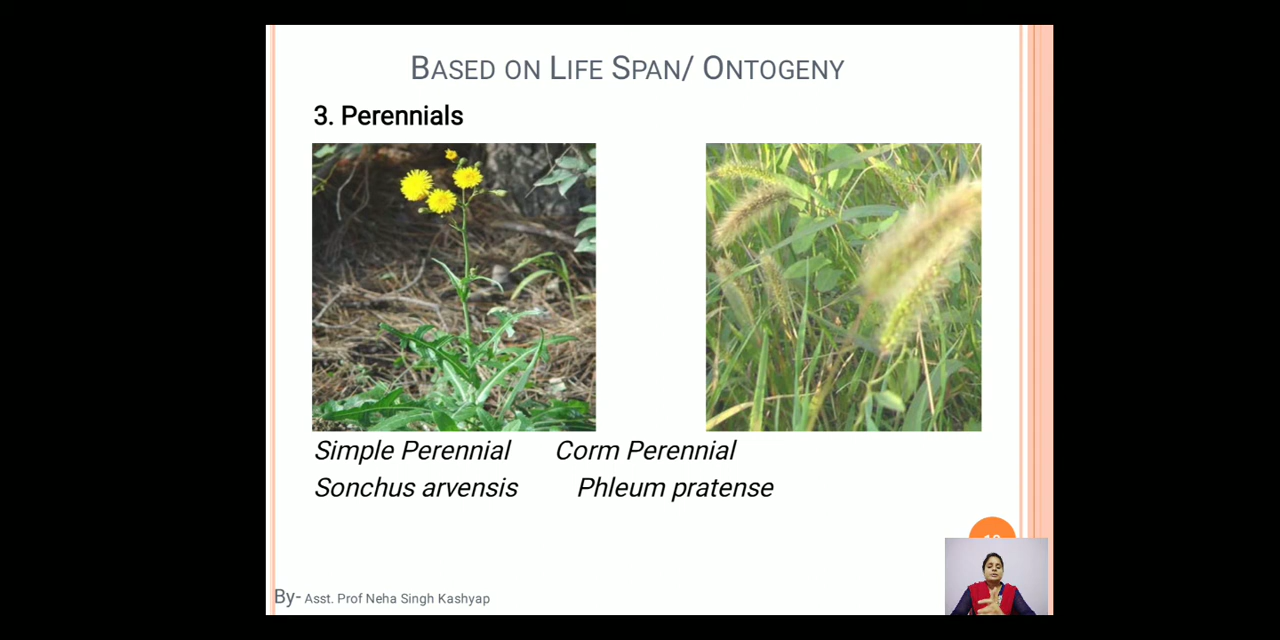 BASED ON LIFE SPAN/ ONTOGENY
3. Perennials
Simple Perennial Corm Perennial
Sonchus arvensis Phleum pratense
By- Asst. Prof Neha Singh Kashyap